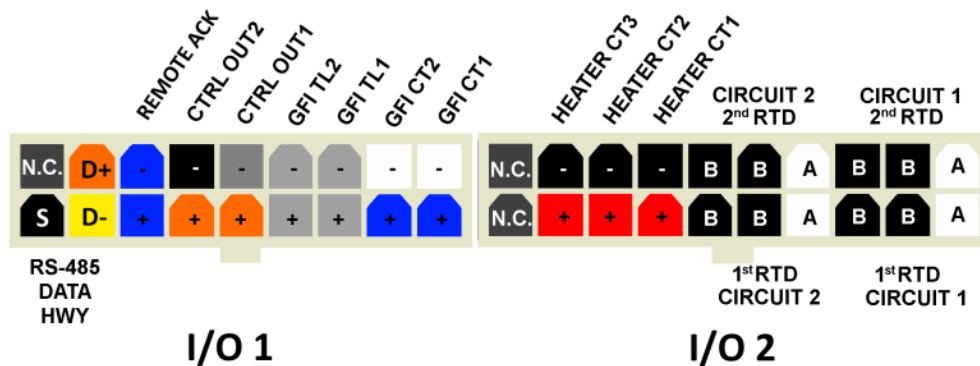 REMOTE ACK
CTRL OUT2
CTRL OUT1
GFI TL2
GFI TL1
GFI CT2
GFI CT1
HEATER CT3
HEATER CT2
HEATER CT1
CIRCUIT 2
2nd RTD
CIRCUIT 1
2nd RTD
N.C. D+ - - - - - - -
S D- + + + + + + +
N.C. - - - B B A B B A
N.C. + + + B B A B B A
RS-485
DATA
HWY
1st RTD
CIRCUIT 2
1st RTD
CIRCUIT 1
I/O 1
I/O 2